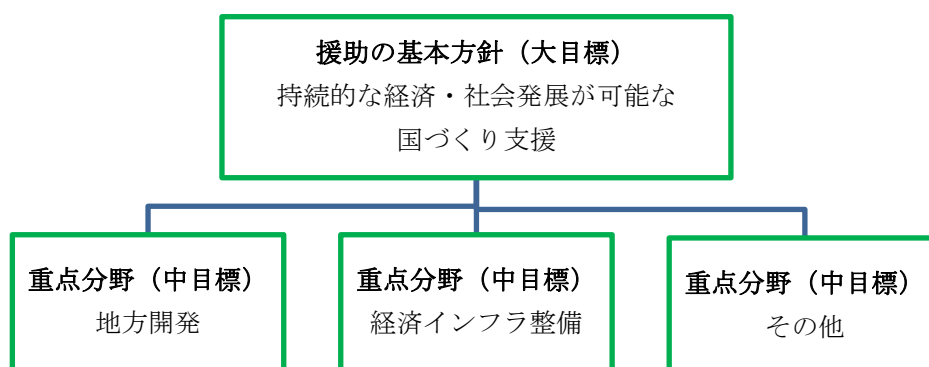 援助の基本方針（大目標）
持続的な経済・社会発展が可能な
国づくり支援
重点分野（中目標）
地方開発
重点分野（中目標）
経済インフラ整備
重点分野（中目標）
その他